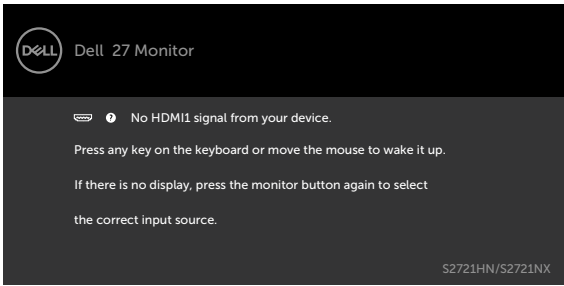 DELL
Dell 27 Monitor
? No HDMI1 signal from your device.
Press any key on the keyboard or move the mouse to wake it up.
If there is no display, press the monitor button again to select
the correct input source.
S2721HN/S2721NX